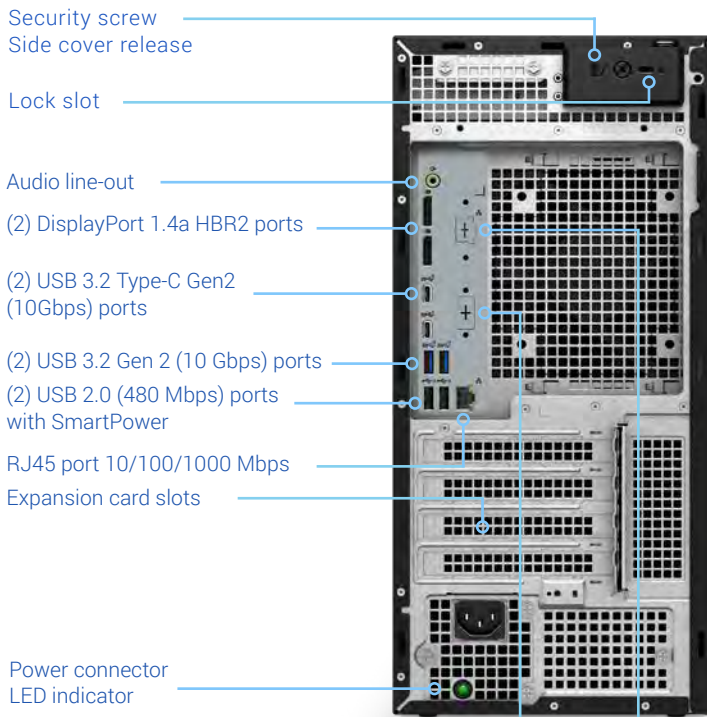 Security screw
Side cover release
Lock slot
Audio line-out
(2) DisplayPort 1.4a HBR2 ports
(2) USB 3.2 Type-C Gen2
(10Gbps) ports
(2) USB 3.2 Gen 2 (10 Gbps) ports
(2) USB 2.0 (480 Mbps) ports
with SmartPower
RJ45 port 10/100/1000 Mbps
Expansion card slots
Power connector
LED indicator